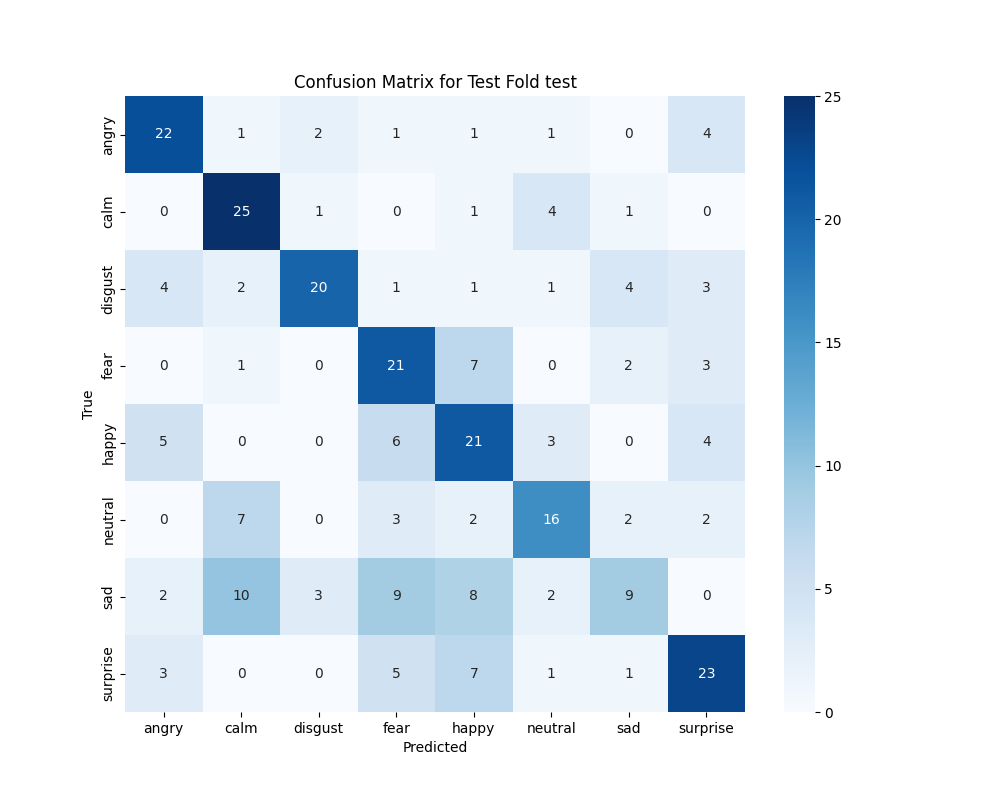 Confusion Matrix for Test Fold test
angry 22 1 2 1 1 1 0 4
calm 0 25 1 0 1 4 1 0
disgust 4 2 20 1 1 1 4 3
fear 0 1 0 21 7 0 2 3
happy 5 0 0 6 21 3 0 4
neutral 0 7 0 3 2 16 2 2
sad 2 10 3 9 8 2 9 0
surprise 3 0 0 5 7 1 1 23
angry calm disgust fear happy neutral sad surprise
Predicted
True
25
20
15
10
5
0